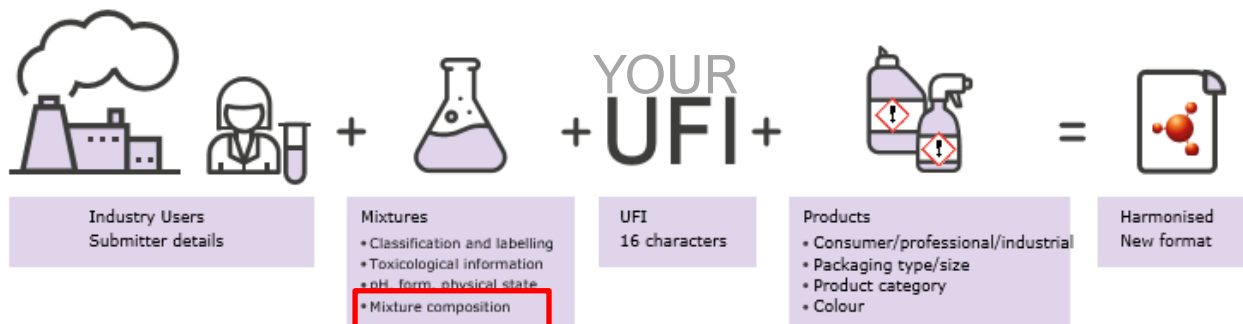 YOUR
UFI
Industry Users
Submitter details
Mixtures
• Classification and labelling
• Toxicological information
• pH, form, physical state
• Mixture composition
UFI
16 characters
Products
• Consumer/professional/industrial
• Packaging type/size
• Product category
• Colour
Harmonised
New format